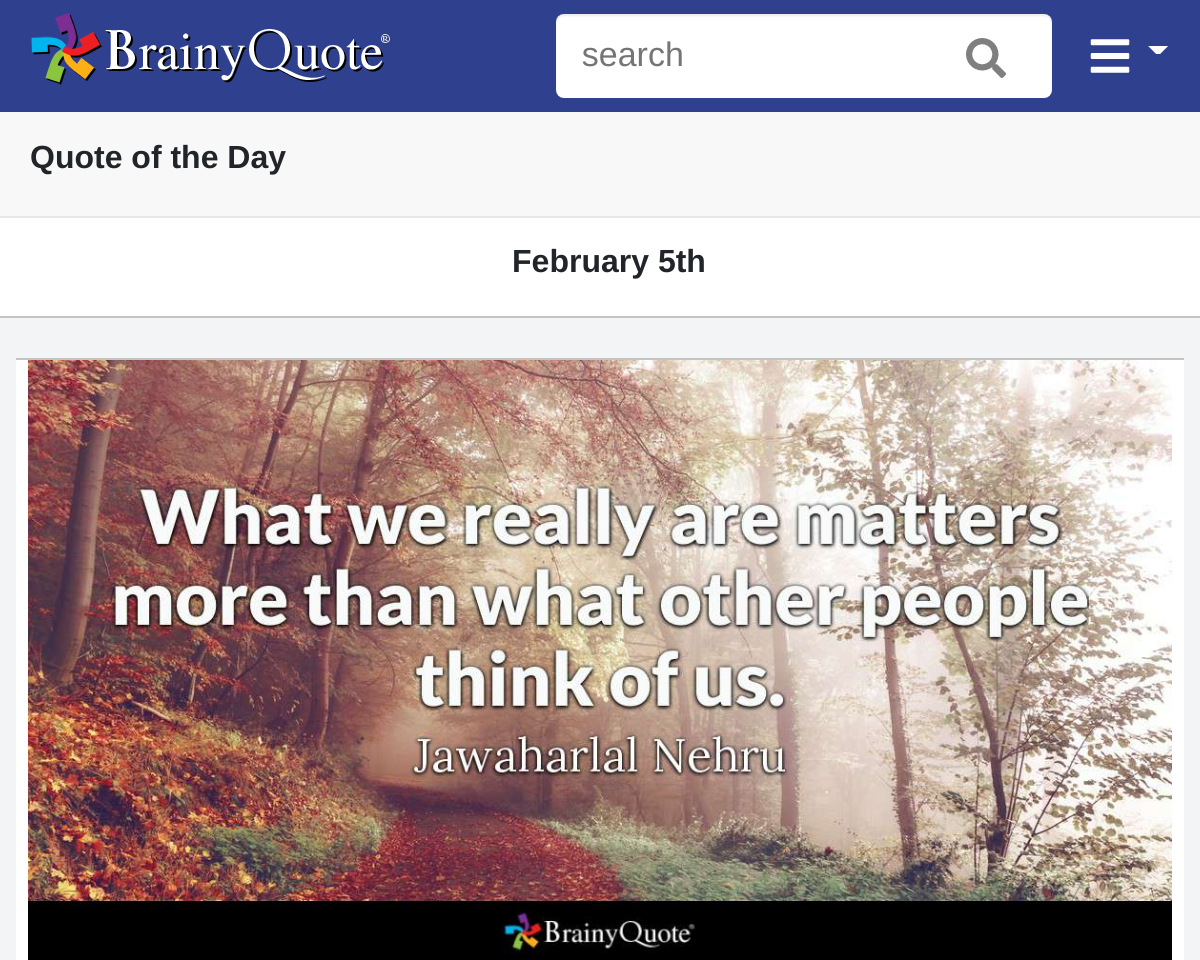 BrainyQuote®
search
Quote of the Day
February 5th
What we really are matters
more than what other people
think of us.
Jawaharlal Nehru
BrainyQuote®